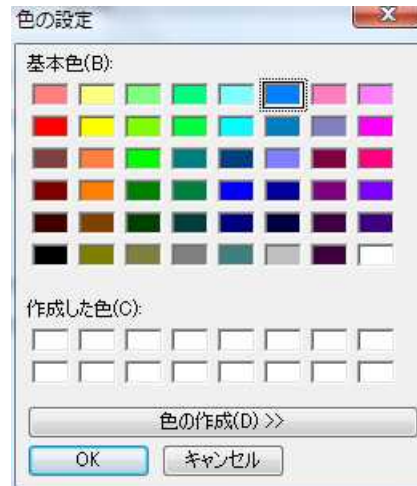 色の設定
基本色(B):
作成した色(C):
色の作成(D) >>
OK
キャンセル